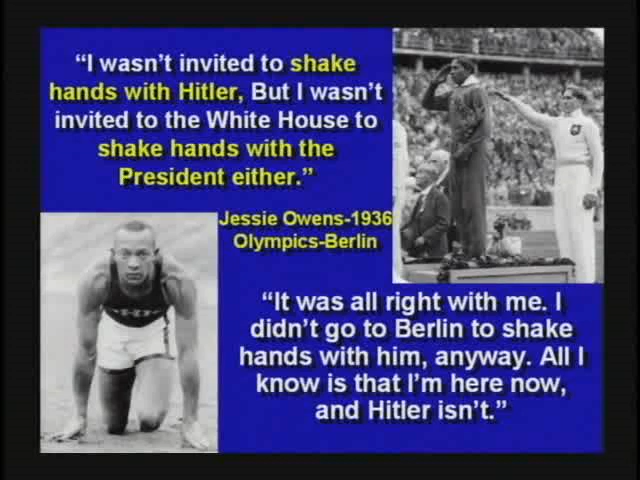 “I wasn’t invited to shake
hands with Hitler, But I wasn’t
invited to the White House to
shake hands with the
President either.”
Jessie Owens-1936
Olympics-Berlin
“It was all right with me. I
didn’t go to Berlin to shake
hands with him, anyway. All I
know is that I’m here now,
and Hitler isn’t.”